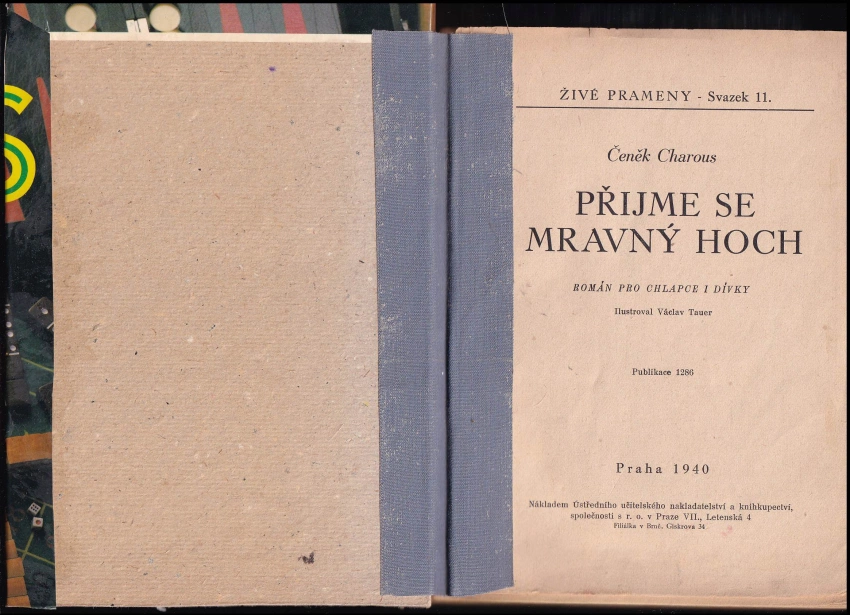 ŽIVÉ PRAMENY - Svazek 11.
Čeněk Charous
PŘIJME SE
MRAVNÝ HOCH
ROMÁN PRO CHLAPCE I DÍVKY
Ilustroval Václav Tauer
Publikace 1286
Praha 1940
Nákladem Ústředního učitelského nakladatelství a knihkupectví,
společnosti s r. o. v Praze VII., Letenská 4
Filiálka v Brně, Giskrova 34